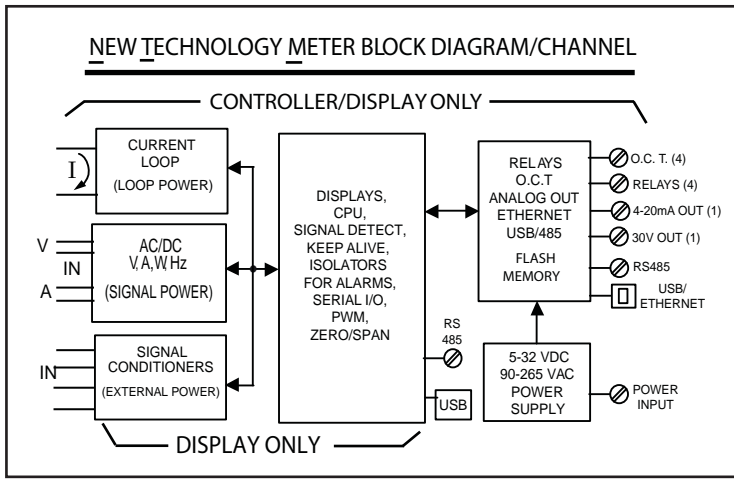 NEW TECHNOLOGY METER BLOCK DIAGRAM/CHANNEL
CONTROLLER/DISPLAY ONLY
CURRENT
LOOP
(LOOP POWER)
I
V
IN
A
AC/DC
V, A, W, Hz
(SIGNAL POWER)
IN
SIGNAL
CONDITIONERS
(EXTERNAL POWER)
DISPLAYS,
CPU,
SIGNAL DETECT,
KEEP ALIVE,
ISOLATORS
FOR ALARMS,
SERIAL I/O,
PWM,
ZERO/SPAN
RS
485
USB
RELAYS
O.C.T
ANALOG OUT
ETHERNET
USB/485
FLASH
MEMORY
O.C. T. (4)
RELAYS (4)
4-20mA OUT (1)
30V OUT (1)
RS485
USB/
ETHERNET
5-32 VDC
90-265 VAC
POWER
SUPPLY
POWER
INPUT
DISPLAY ONLY